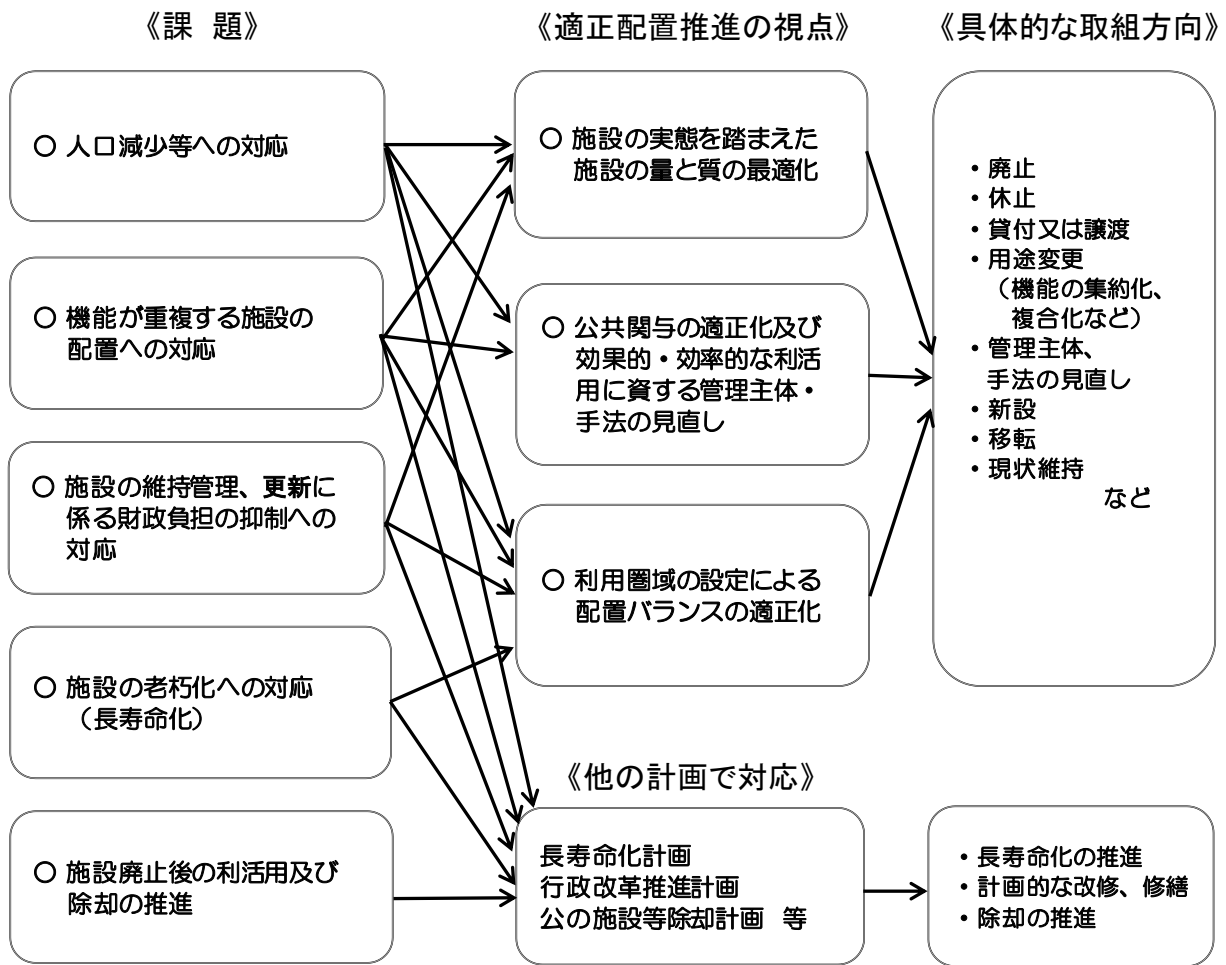 《課 題》
○ 人口減少等への対応
○ 機能が重複する施設の
配置への対応
○ 施設の維持管理、更新に
係る財政負担の抑制への
対応
○ 施設の老朽化への対応
（長寿命化）
○ 施設廃止後の利活用及び
除却の推進
《適正配置推進の視点》
○ 施設の実態を踏まえた
施設の量と質の最適化
○ 公共関与の適正化及び
効果的・効率的な利活
用に資する管理主体・
手法の見直し
○ 利用圏域の設定による
配置バランスの適正化
《他の計画で対応》
長寿命化計画
行政改革推進計画
公の施設等除却計画 等
《具体的な取組方向》
・廃止
・休止
・貸付又は譲渡
・用途変更
（機能の集約化、
複合化など）
・管理主体、
手法の見直し
・新設
・移転
・現状維持
など
・長寿命化の推進
・計画的な改修、修繕
・除却の推進